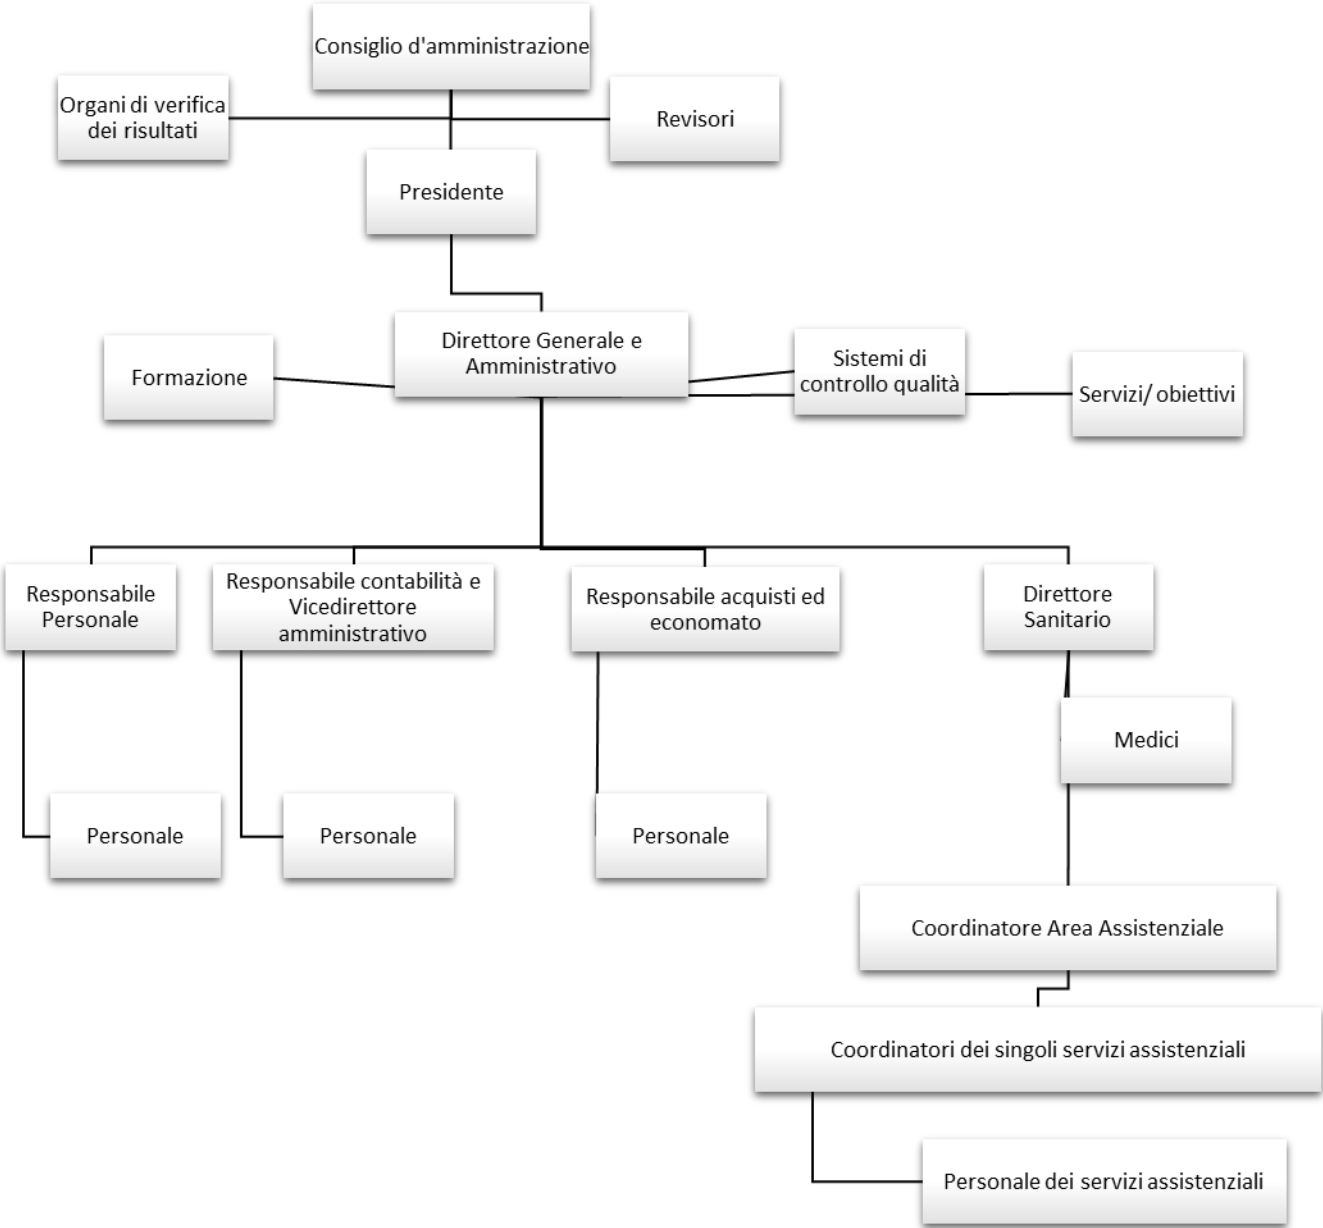 Consiglio d'amministrazione
Organi di verifica
dei risultati
Revisori
Presidente
Direttore Generale e
Amministrativo
Formazione
Sistemi di
controllo qualità
Servizi/ obiettivi
Responsabile
Personale
Responsabile contabilità e
Vicedirettore
amministrativo
Responsabile acquisti ed
economato
Direttore
Sanitario
Medici
Personale
Personale
Personale
Coordinatore Area Assistenziale
Coordinatori dei singoli servizi assistenziali
Personale dei servizi assistenziali